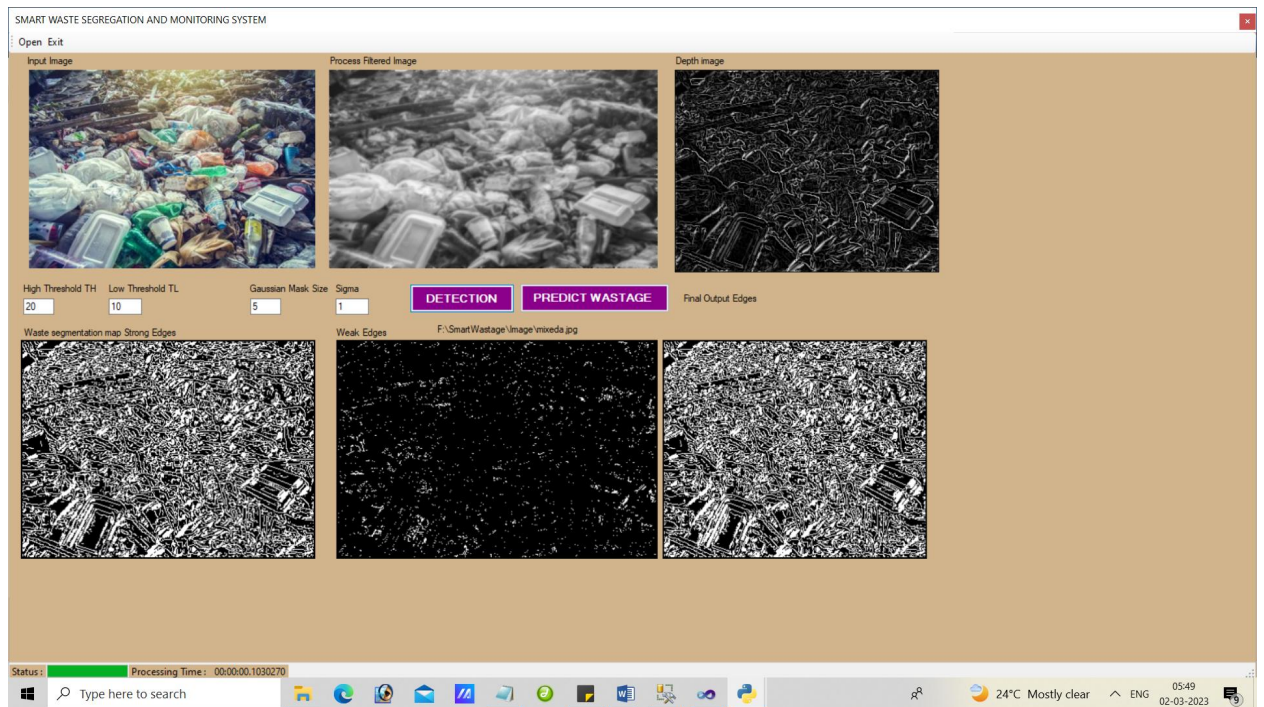 SMART WASTE SEGREGATION AND MONITORING SYSTEM
Open Exit
Input Image
Process Filtered Image
Depth image
High Threshold TH
Low Threshold TL
Gaussian Mask Size
Sigma
20
10
5
1
DETECTION
PREDICT WASTAGE
Final Output Edges
Waste segmentation map Strong Edges
Weak Edges
F:\SmartWastage\Image\mixeda.jpg
Status :
Processing Time : 00:00:00.1030270
Type here to search
24°C Mostly clear
ENG
05:49
02-03-2023
9